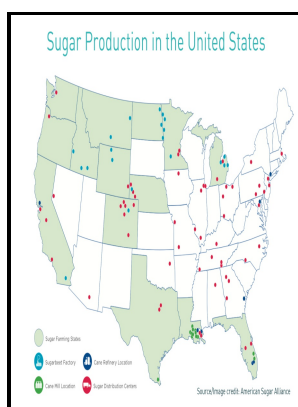 Sugar Production in the United States
Sugar Farming States
Sugarbeet Factory
Cane Refinery Location
Cane Mill Location
Sugar Distribution Centers
Source/Image credit: American Sugar Alliance